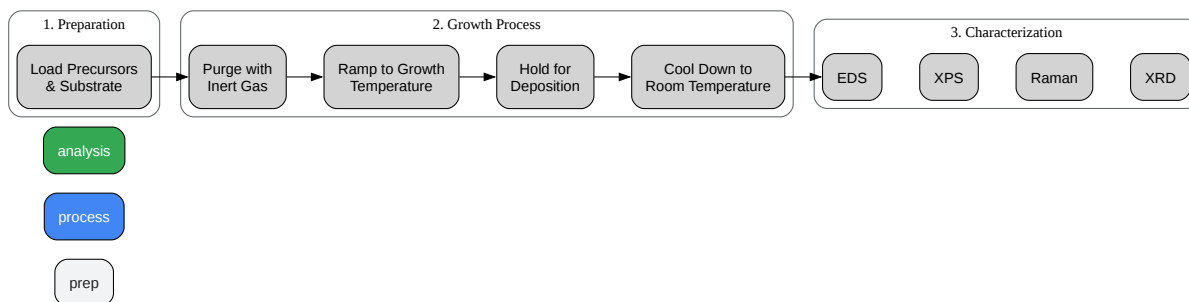 1. Preparation
Load Precursors
& Substrate
2. Growth Process
Purge with
Inert Gas
Ramp to Growth
Temperature
Hold for
Deposition
Cool Down to
Room Temperature
3. Characterization
EDS
XPS
Raman
XRD
analysis
process
prep